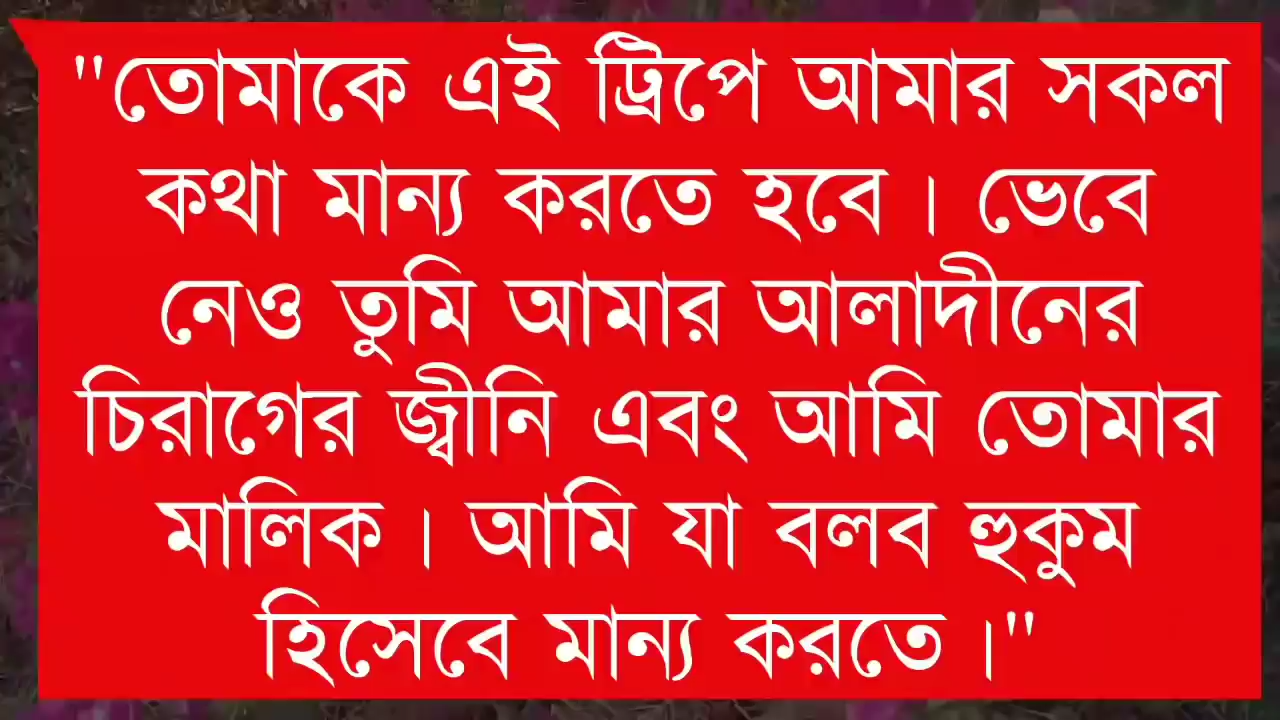 "তোমাকে এই ট্রিপে আমার সকল
কথা মান্য করতে হবে । ভেবে
নেও তুমি আমার আলাদীনের
চিরাগের জ্বীনি এবং আমি তোমার
মালিক । আমি যা বলব হুকুম
হিসেবে মান্য করতে ।"